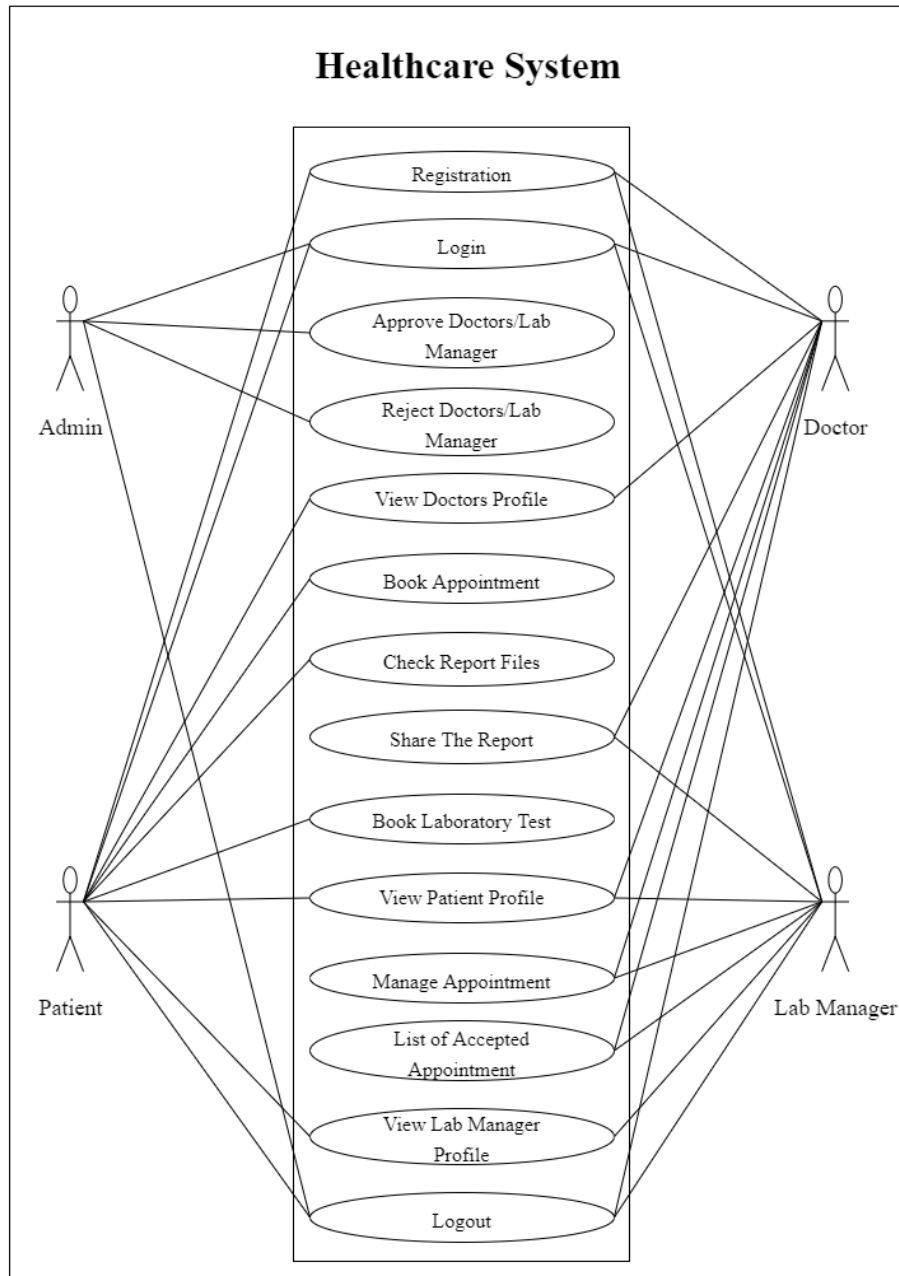 Healthcare System
Registration
Login
Approve Doctors/Lab
Manager
Reject Doctors/Lab
Manager
Admin
Doctor
View Doctors Profile
Book Appointment
Check Report Files
Share The Report
Book Laboratory Test
View Patient Profile
Manage Appointment
Patient
Lab Manager
List of Accepted
Appointment
View Lab Manager
Profile
Logout